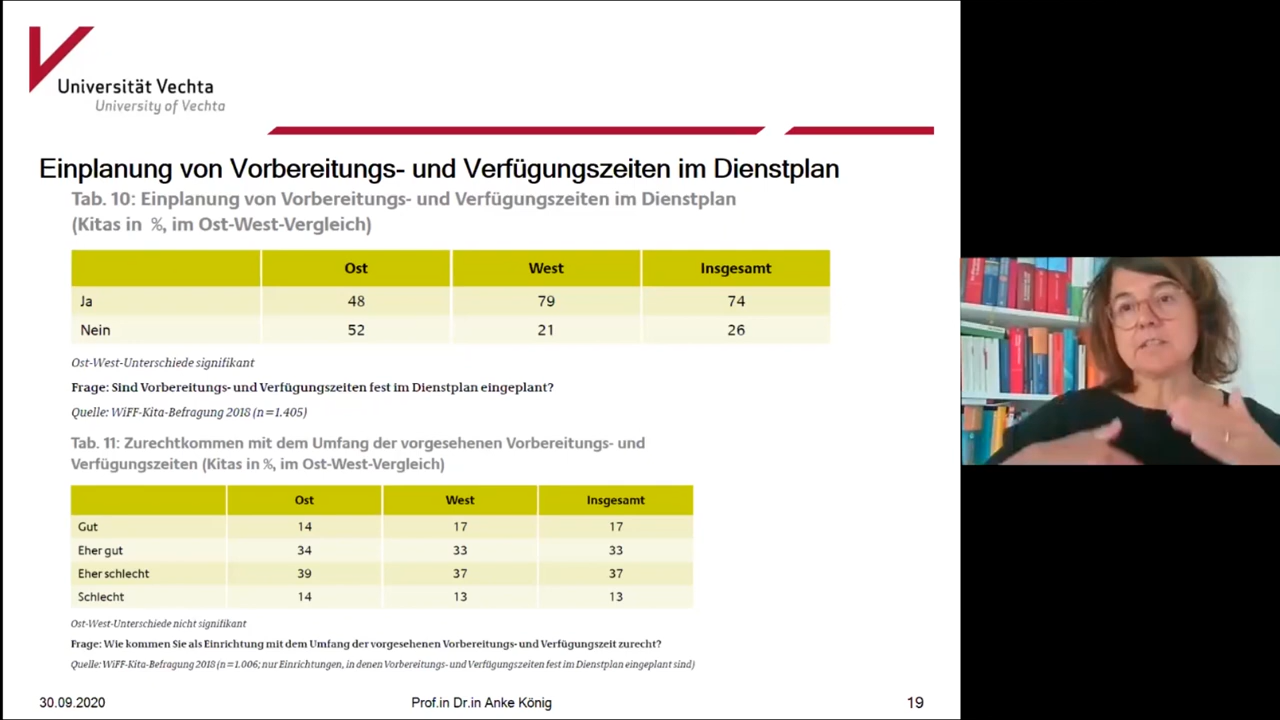 Universität Vechta
University of Vechta
Einplanung von Vorbereitungs- und Verfügungszeiten im Dienstplan
Tab. 10: Einplanung von Vorbereitungs- und Verfügungszeiten im Dienstplan
(Kitas in %, im Ost-West-Vergleich)
Ost West Insgesamt
Ja 48 79 74
Nein 52 21 26
Ost-West-Unterschiede signifikant
Frage: Sind Vorbereitungs- und Verfügungszeiten fest im Dienstplan eingeplant?
Quelle: WiFF-Kita-Befragung 2018 (n=1.405)
Tab. 11: Zurechtkommen mit dem Umfang der vorgesehenen Vorbereitungs- und
Verfügungszeiten (Kitas in %, im Ost-West-Vergleich)
Ost West Insgesamt
Gut 14 17 17
Eher gut 34 33 33
Eher schlecht 39 37 37
Schlecht 14 13 13
Ost-West-Unterschiede nicht signifikant
Frage: Wie kommen Sie als Einrichtung mit dem Umfang der vorgesehenen Vorbereitungs- und Verfügungszeit zurecht?
Quelle: WiFF-Kita-Befragung 2018 (n=1.006; nur Einrichtungen, in denen Vorbereitungs- und Verfügungszeiten fest im Dienstplan eingeplant sind)
30.09.2020 Prof.in Dr.in Anke König 19